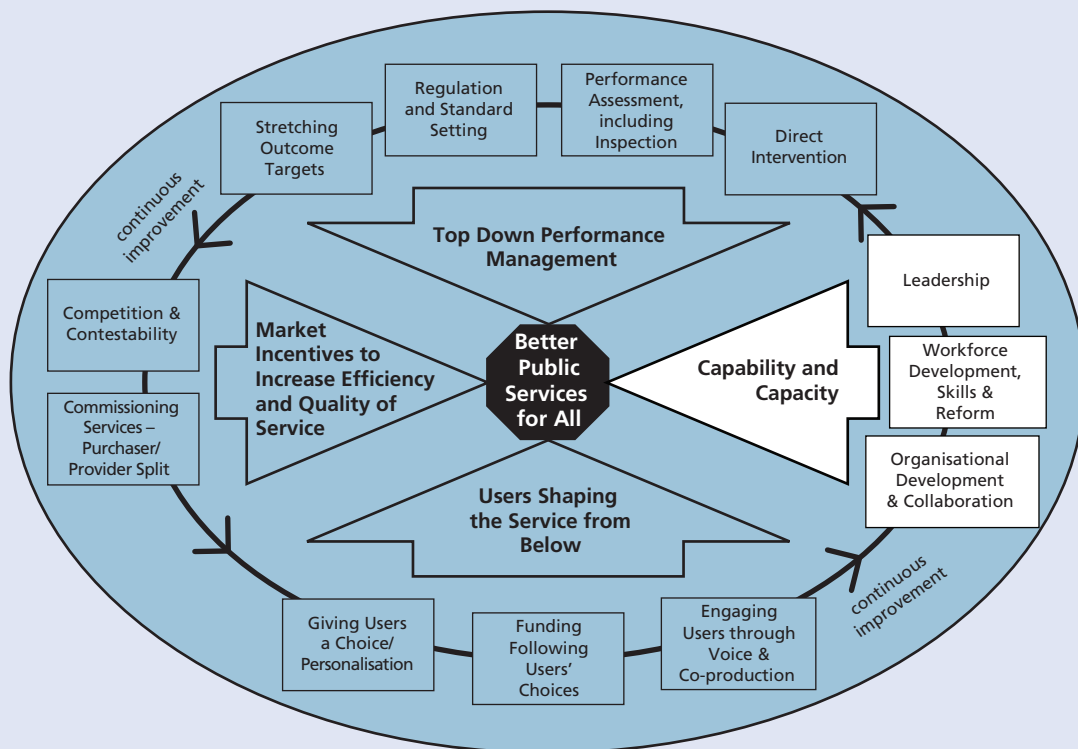 Regulation
and Standard
Setting
Performance
Assessment,
including
Inspection
Stretching
Outcome
Targets
Direct
Intervention
continuous
improvement
Top Down Performance
Management
Leadership
Competition &
Contestability
Market
Incentives to
Increase Efficiency
and Quality of
Service
Better
Public
Services
for All
Capability and
Capacity
Workforce
Development,
Skills &
Reform
Commissioning
Services –
Purchaser/
Provider Split
Organisational
Development
& Collaboration
Users Shaping
the Service from
Below
continuous
improvement
Giving Users
a Choice/
Personalisation
Funding
Following
Users’
Choices
Engaging
Users through
Voice &
Co-production